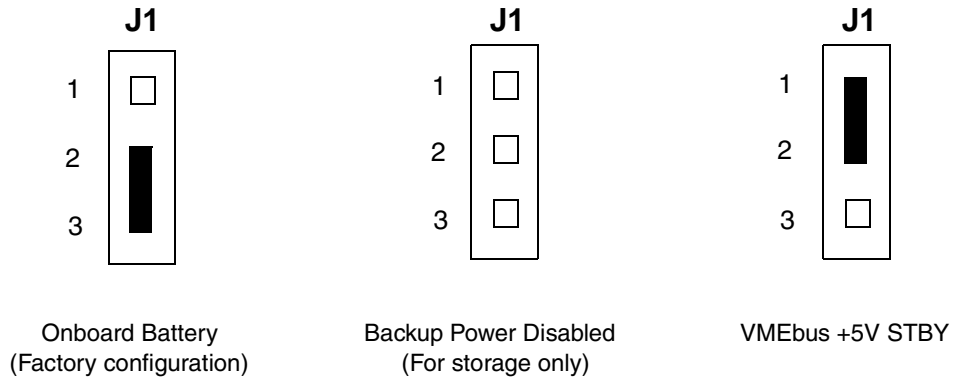 J1
1
2
3
Onboard Battery
(Factory configuration)
J1
1
2
3
Backup Power Disabled
(For storage only)
J1
1
2
3
VMEbus +5V STBY